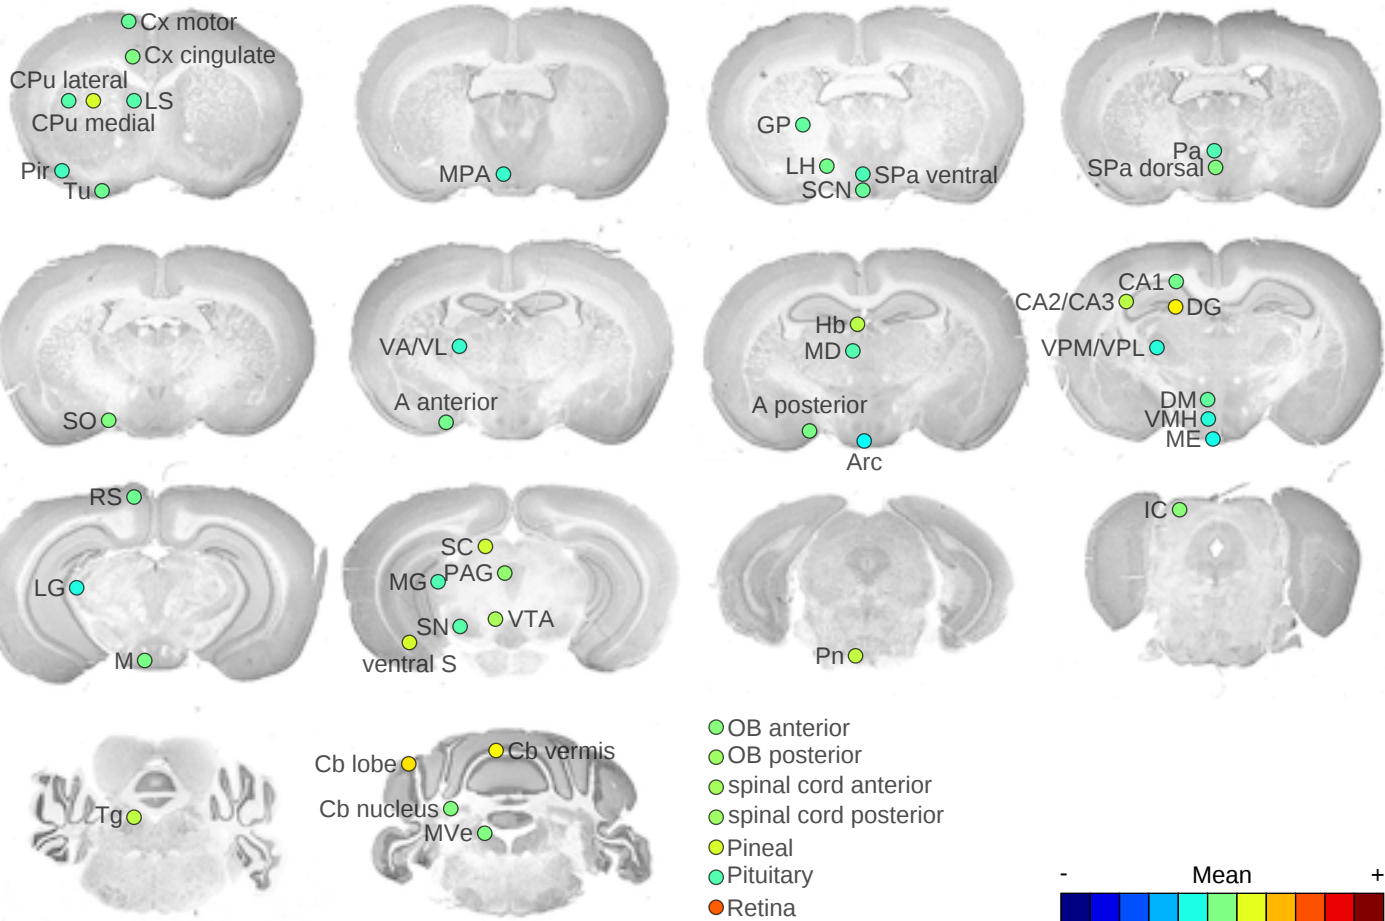 Cx motor
Cx cingulate
CPu lateral
LS
CPu medial
Pir
Tu
MPA
GP
LH
SPa ventral
SCN
Pa
SPa dorsal
SO
VA/VL
A anterior
Hb
MD
A posterior
Arc
CA1
CA2/CA3
DG
VPM/VPL
DM
VMH
ME
RS
LG
M
SC
PAG
MG
VTA
SN
ventral S
Pn
IC
Tg
Cb vermis
Cb lobe
Cb nucleus
MVe
OB anterior
OB posterior
spinal cord anterior
spinal cord posterior
Pineal
Pituitary
Retina
- Mean +